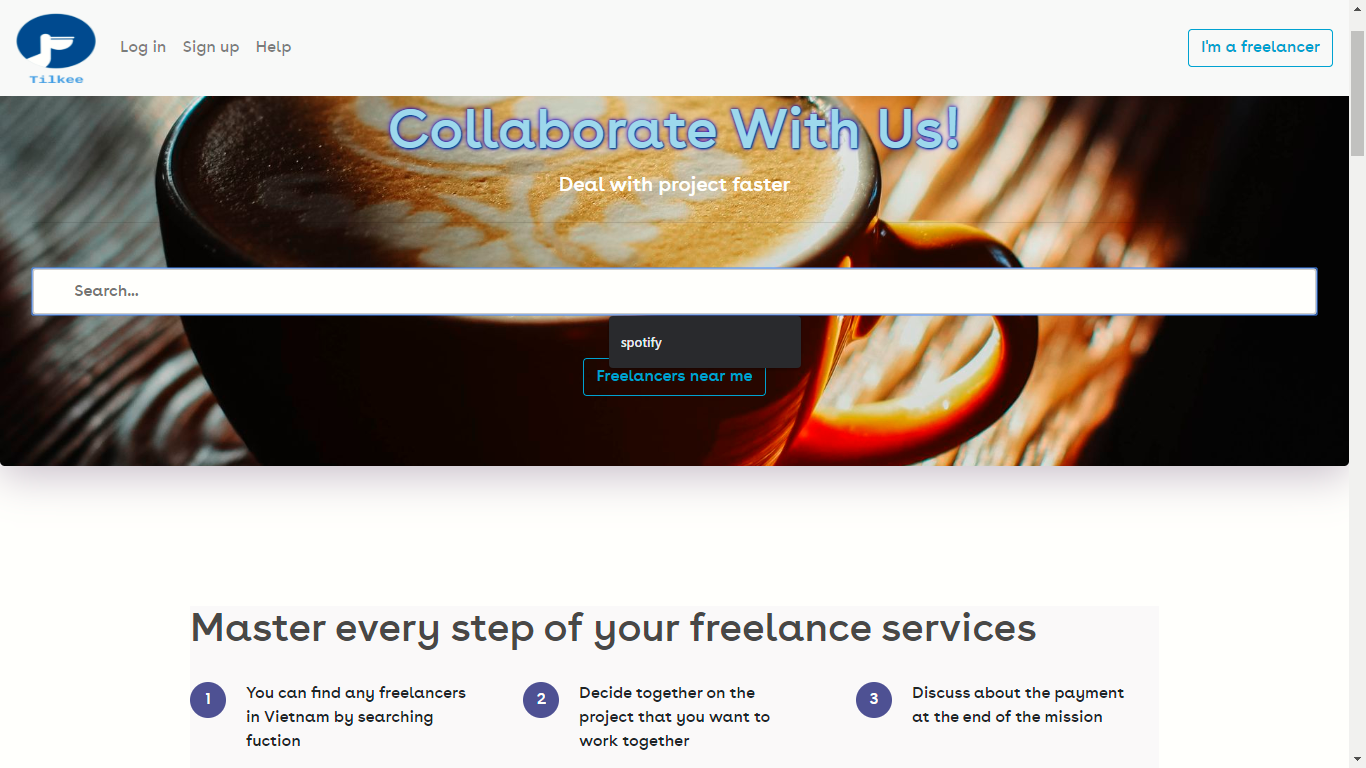 Tilkee
Log in
Sign up
Help
I'm a freelancer
Collaborate With Us!
Deal with project faster
Search...
spotify
Freelancers near me
Master every step of your freelance services
1
You can find any freelancers
in Vietnam by searching
fuction
2
Decide together on the
project that you want to
work together
3
Discuss about the payment
at the end of the mission